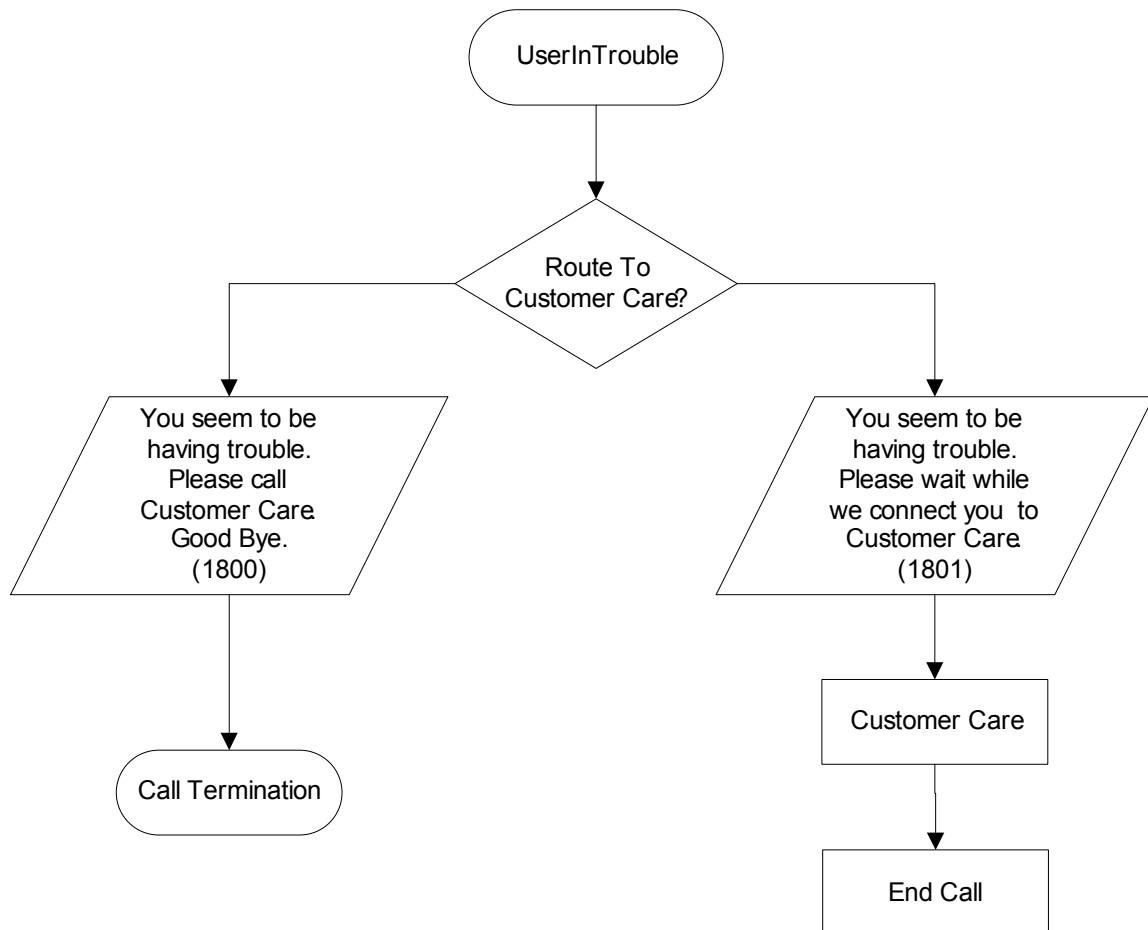 UserInTrouble
Route To
Customer Care?
You seem to be
having trouble.
Please call
Customer Care.
Good Bye.
(1800)
You seem to be
having trouble.
Please wait while
we connect you to
Customer Care.
(1801)
Customer Care
Call Termination
End Call